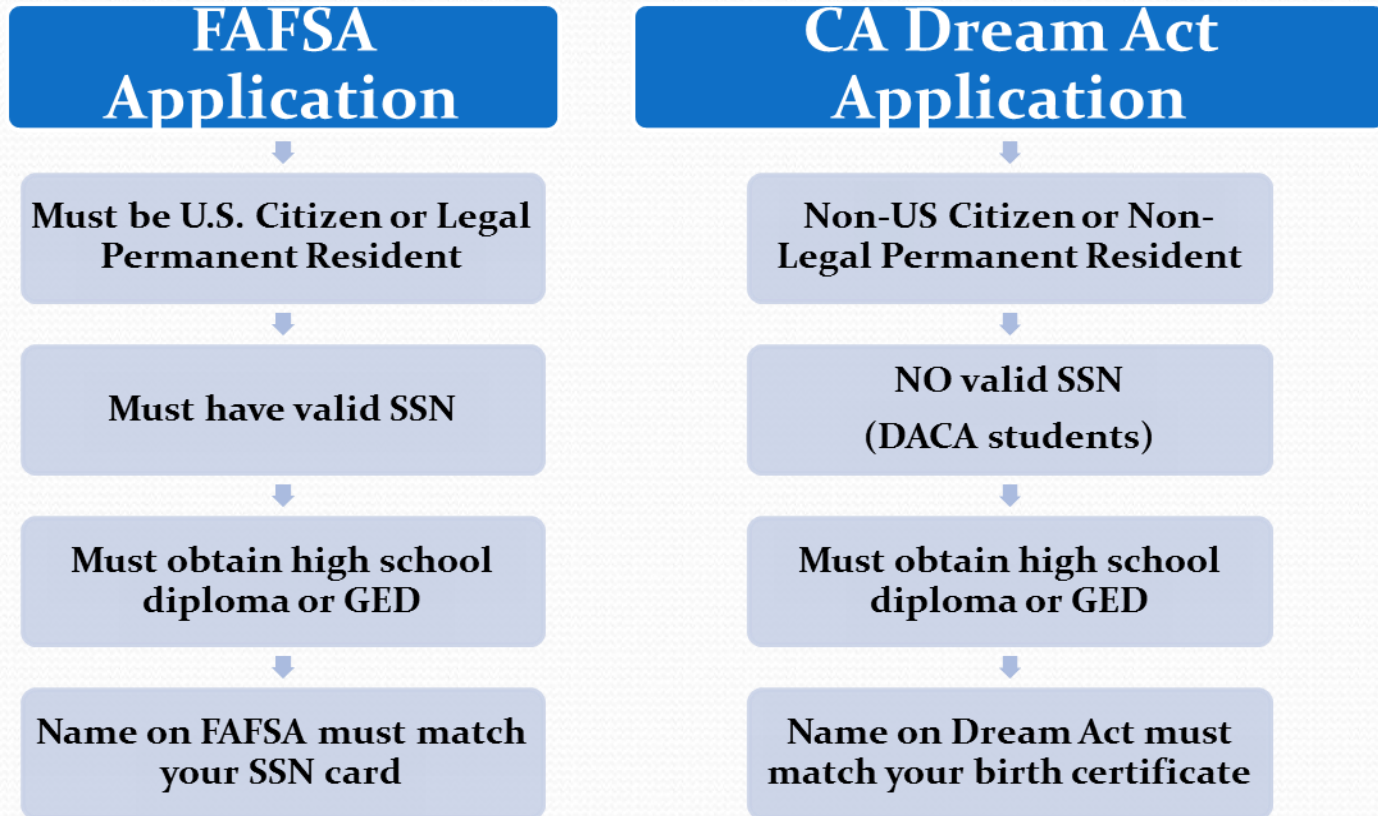 FAFSA
Application
Must be U.S. Citizen or Legal
Permanent Resident
Must have valid SSN
Must obtain high school
diploma or GED
Name on FAFSA must match
your SSN card
CA Dream Act
Application
Non-US Citizen or Non-
Legal Permanent Resident
NO valid SSN
(DACA students)
Must obtain high school
diploma or GED
Name on Dream Act must
match your birth certificate